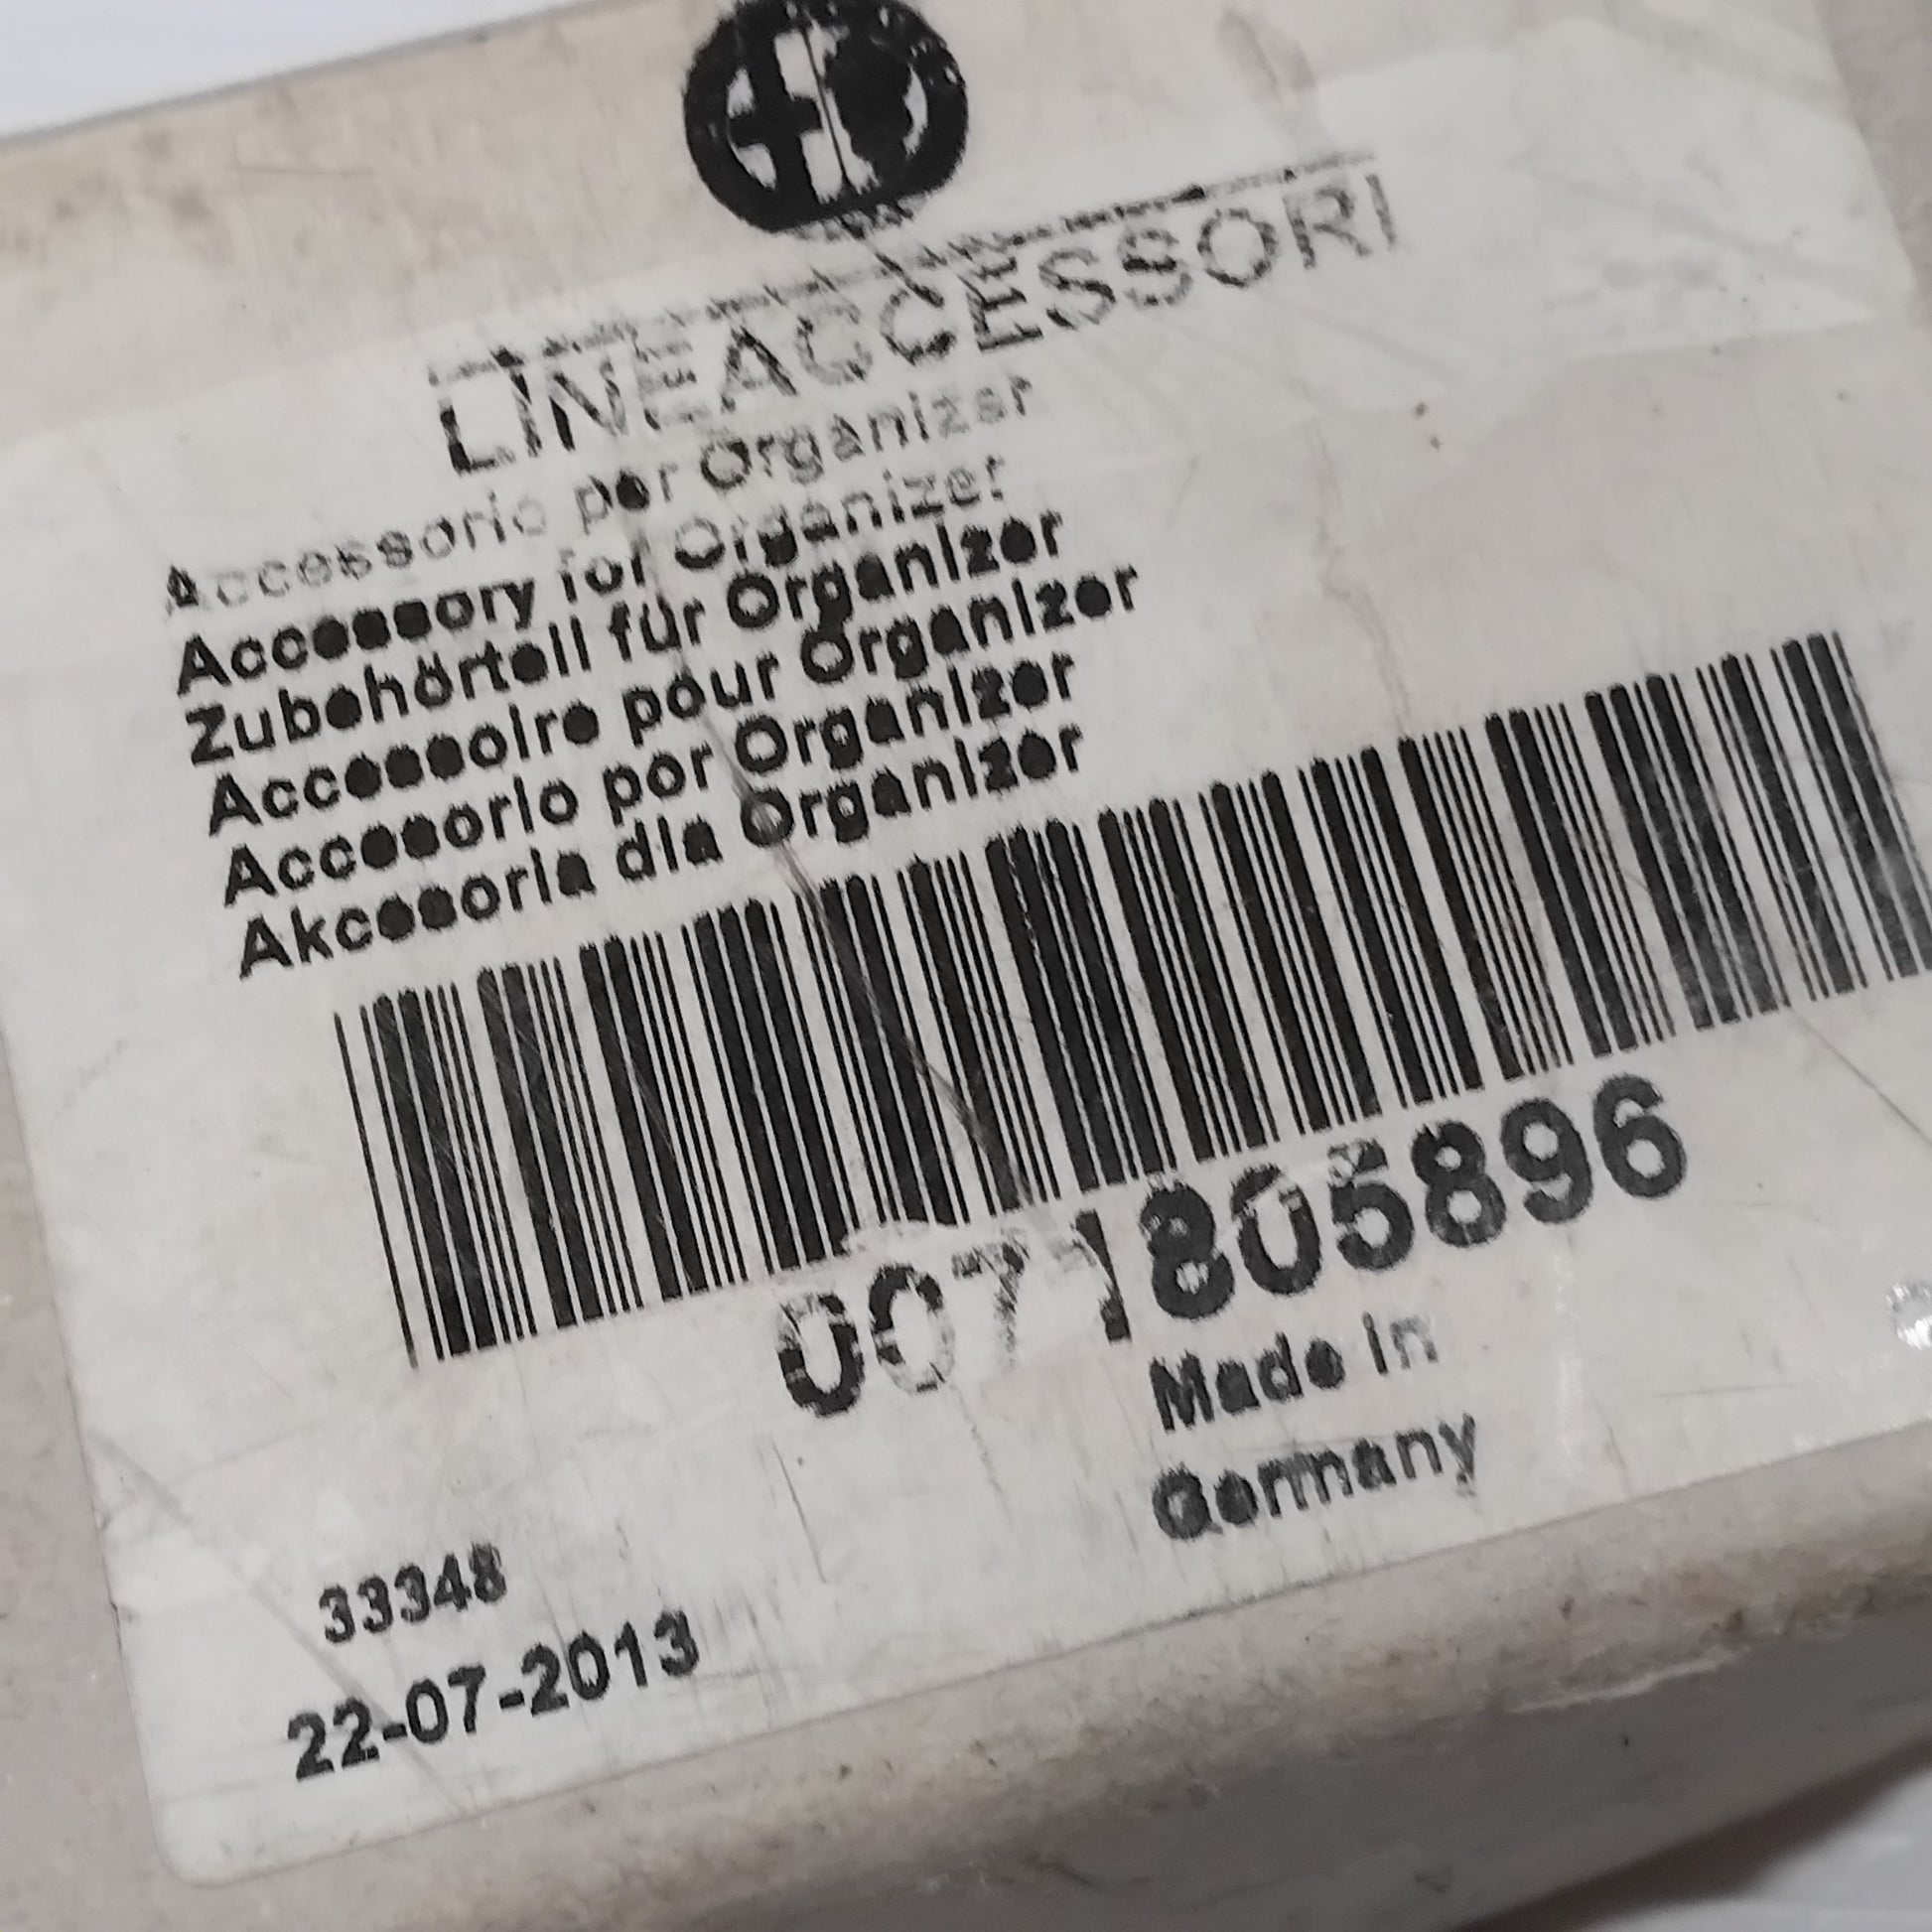 LINEACCESSORI
Accessorio per Organizer
Accessory for Organizer
Zubehörteil für Organizer
Accessoire pour Organizer
Accesorio por Organizer
Akcesoria dla Organizer
0071805896
Made in
Germany
33348
22-07-2013